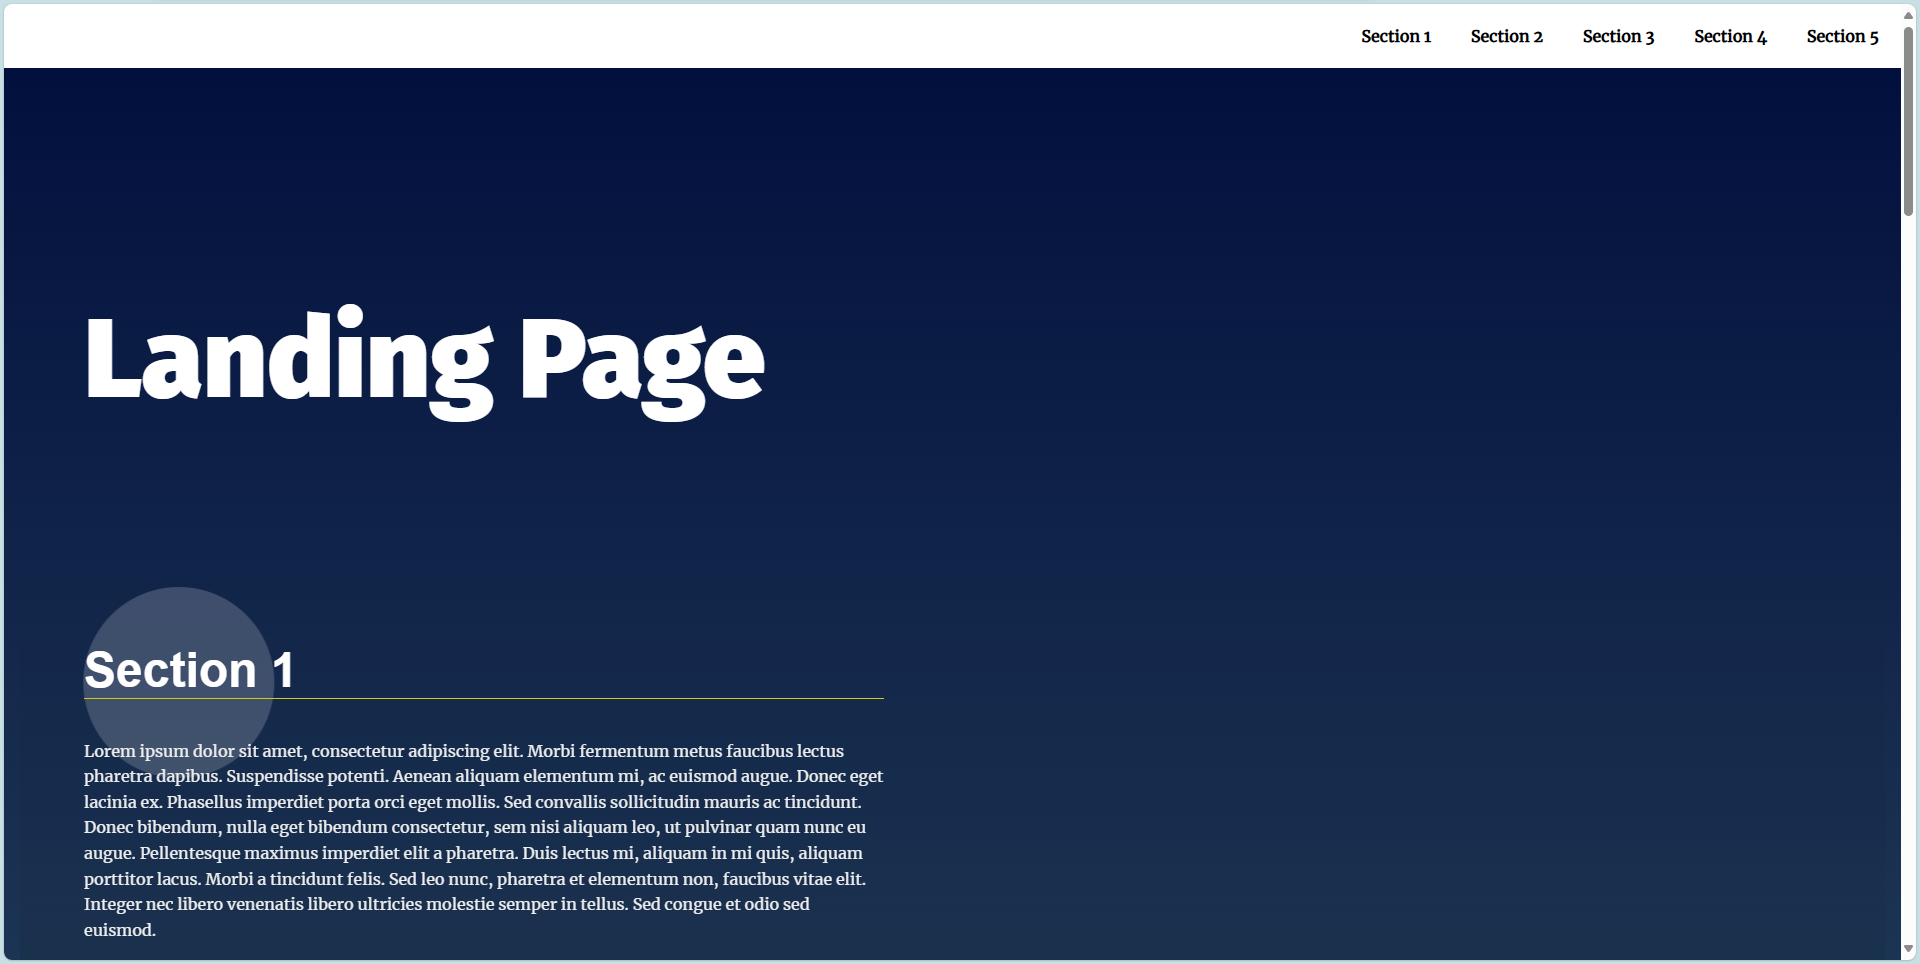 Section 1 Section 2 Section 3 Section 4 Section 5
Landing Page
Section 1
Lorem ipsum dolor sit amet, consectetur adipiscing elit. Morbi fermentum metus faucibus lectus
pharetra dapibus. Suspendisse potenti. Aenean aliquam elementum mi, ac euismod augue. Donec eget
lacinia ex. Phasellus imperdiet porta orci eget mollis. Sed convallis sollicitudin mauris ac tincidunt.
Donec bibendum, nulla eget bibendum consectetur, sem nisi aliquam leo, ut pulvinar quam nunc eu
augue. Pellentesque maximus imperdiet elit a pharetra. Duis lectus mi, aliquam in mi quis, aliquam
porttitor lacus. Morbi a tincidunt felis. Sed leo nunc, pharetra et elementum non, faucibus vitae elit.
Integer nec libero venenatis libero ultricies molestie semper in tellus. Sed congue et odio sed
euismod.